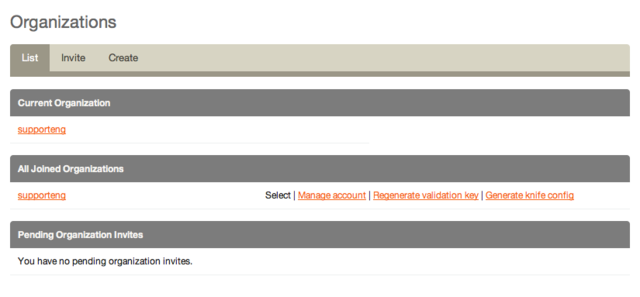 Organizations
List Invite Create
Current Organization
supporteng
All Joined Organizations
supporteng Select | Manage account | Regenerate validation key | Generate knife config
Pending Organization Invites
You have no pending organization invites.